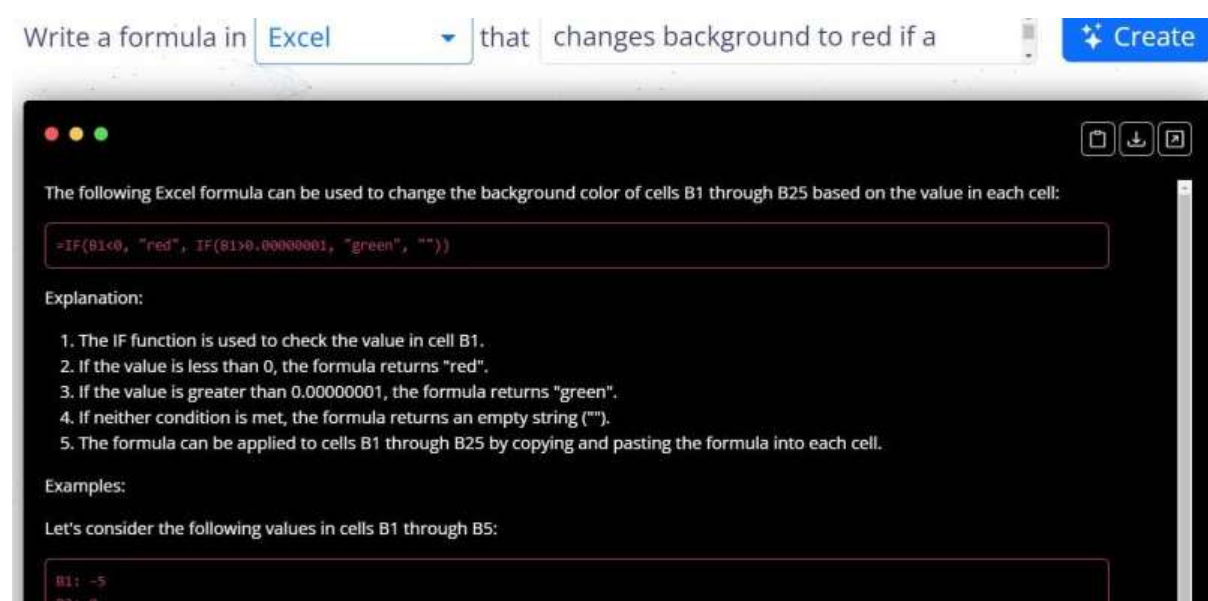 Write a formula in Excel that changes background to red if a Create
The following Excel formula can be used to change the background color of cells B1 through B25 based on the value in each cell:
=IF(B1<0, "red", IF(B1>0.00000001, "green", ""))
Explanation:
1. The IF function is used to check the value in cell B1.
2. If the value is less than 0, the formula returns "red".
3. If the value is greater than 0.00000001, the formula returns "green".
4. If neither condition is met, the formula returns an empty string ("").
5. The formula can be applied to cells B1 through B25 by copying and pasting the formula into each cell.
Examples:
Let's consider the following values in cells B1 through B5:
B1: -5